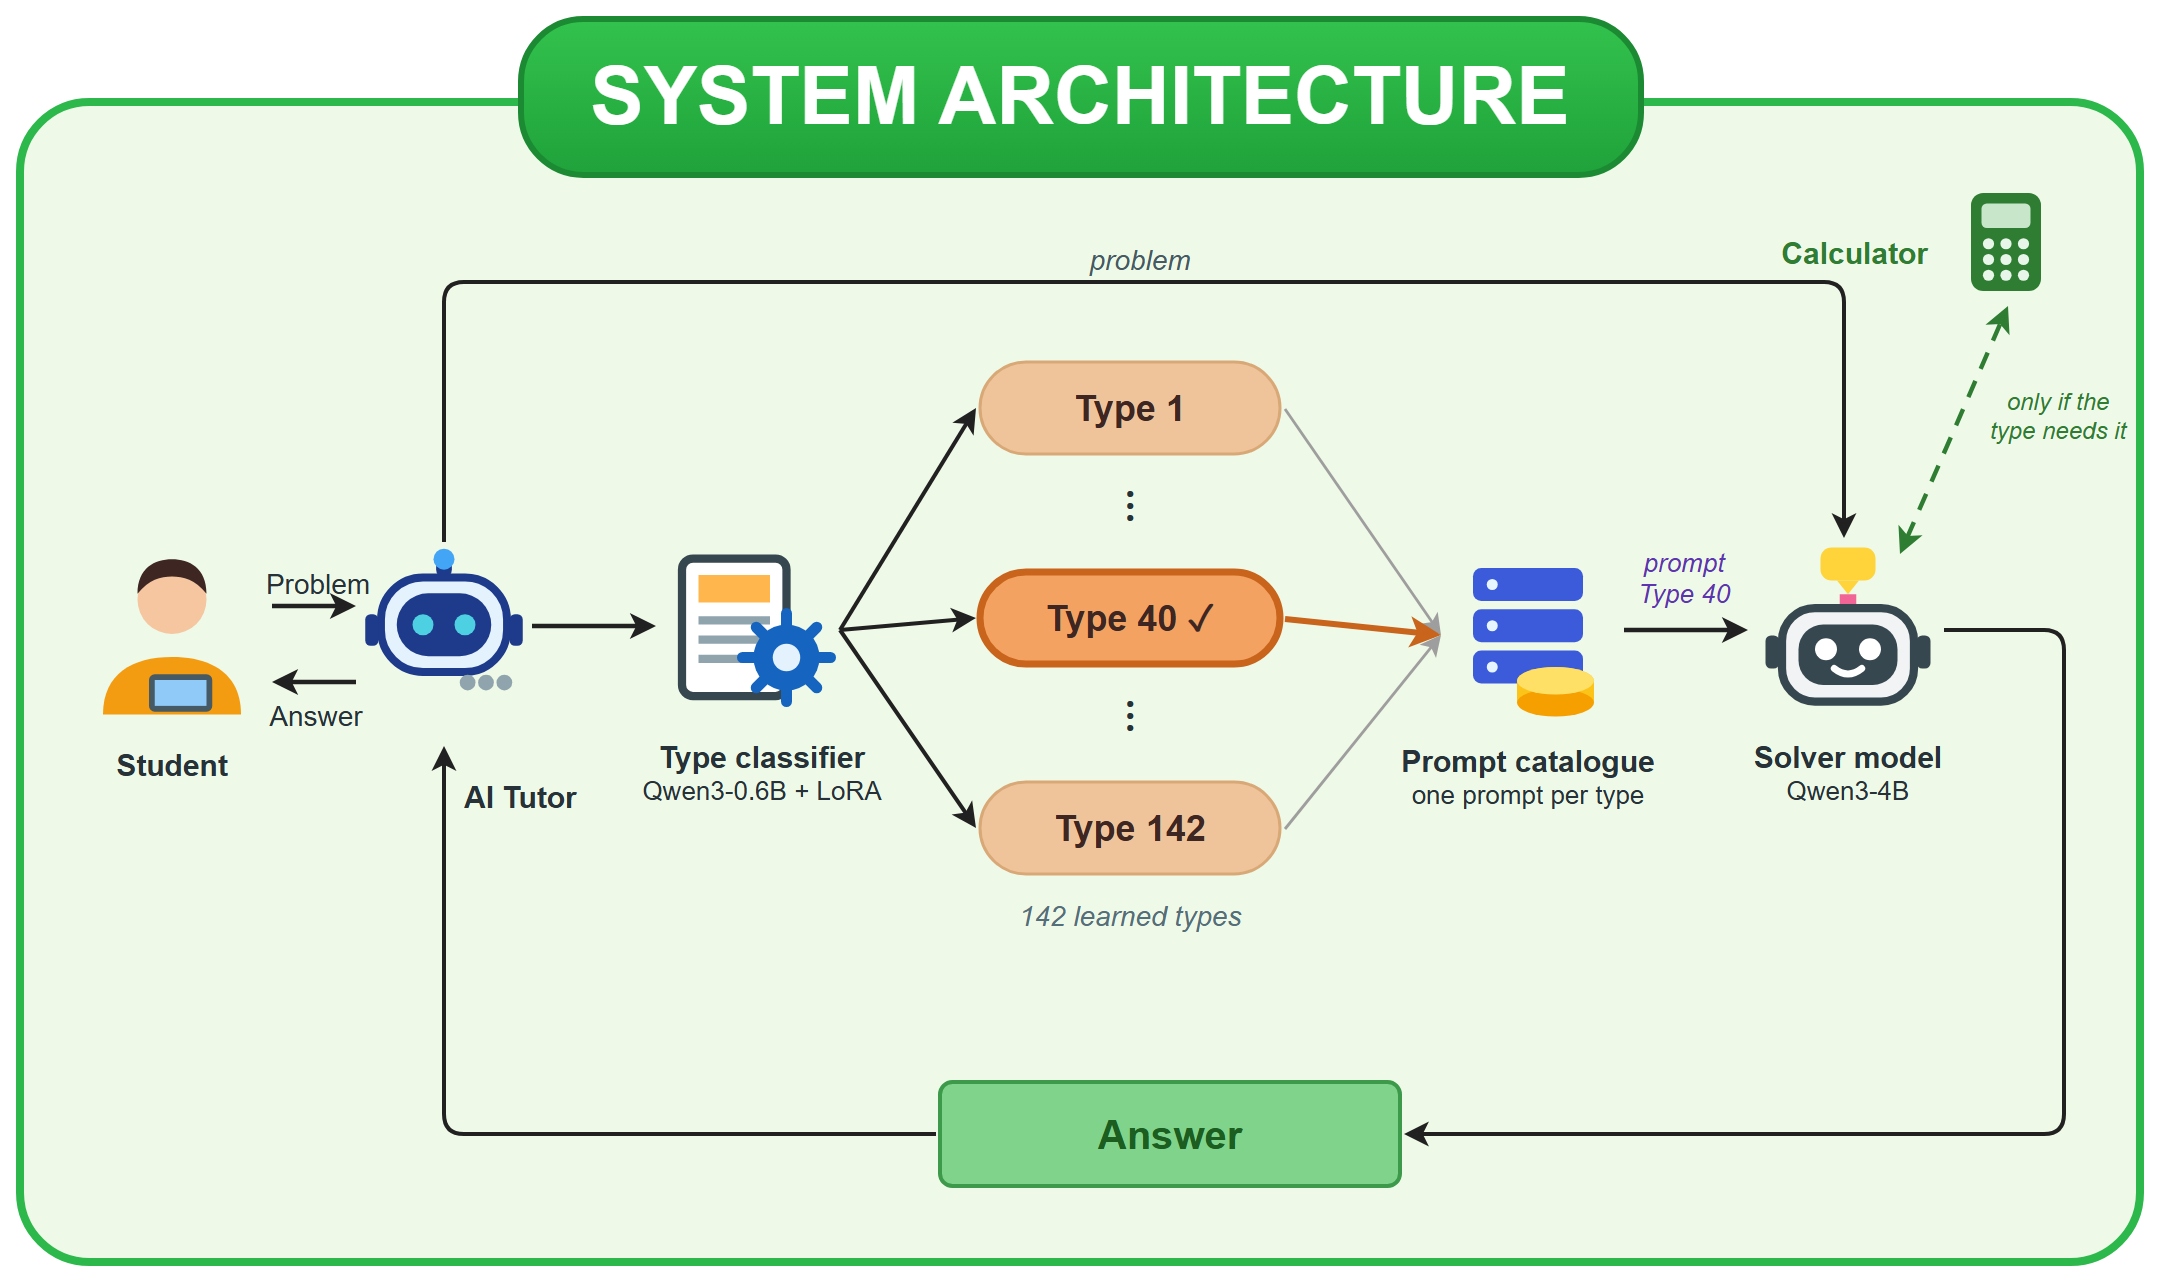 SYSTEM ARCHITECTURE
problem
Calculator
only if the
type needs it
Type 1
Problem
Answer
Student
AI Tutor
Type classifier
Qwen3-0.6B + LoRA
Type 40 ✓
Type 142
142 learned types
prompt
Type 40
Prompt catalogue
one prompt per type
Solver model
Qwen3-4B
Answer